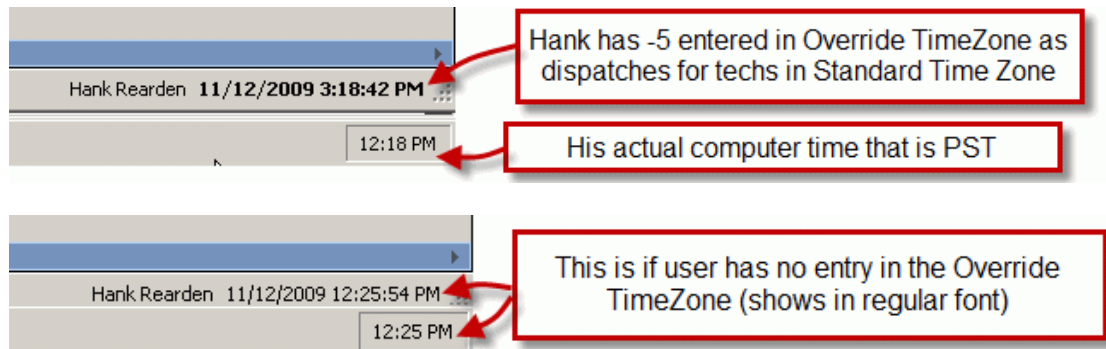 Hank has -5 entered in Override TimeZone as
dispatches for techs in Standard Time Zone
Hank Rearden 11/12/2009 3:18:42 PM
12:18 PM
His actual computer time that is PST
This is if user has no entry in the Override
TimeZone (shows in regular font)
Hank Rearden 11/12/2009 12:25:54 PM
12:25 PM